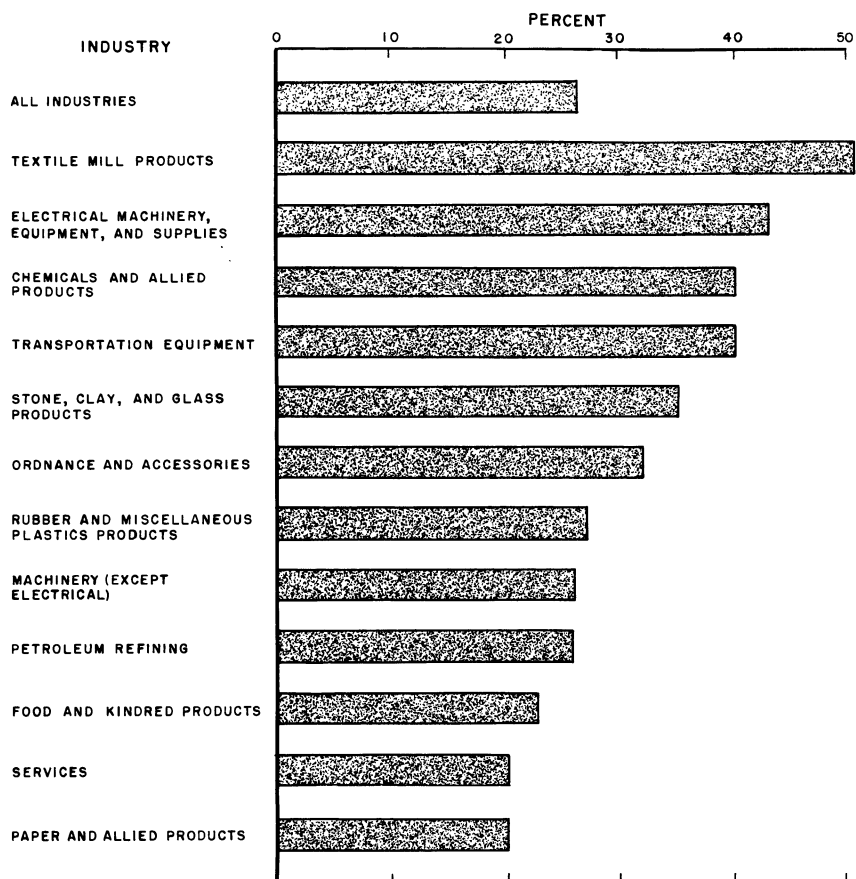 PERCENT
INDUSTRY
0 10 20 30 40 50
ALL INDUSTRIES
TEXTILE MILL PRODUCTS
ELECTRICAL MACHINERY,
EQUIPMENT, AND SUPPLIES
CHEMICALS AND ALLIED
PRODUCTS
TRANSPORTATION EQUIPMENT
STONE, CLAY, AND GLASS
PRODUCTS
ORDNANCE AND ACCESSORIES
RUBBER AND MISCELLANEOUS
PLASTICS PRODUCTS
MACHINERY (EXCEPT
ELECTRICAL)
PETROLEUM REFINING
FOOD AND KINDRED PRODUCTS
SERVICES
PAPER AND ALLIED PRODUCTS